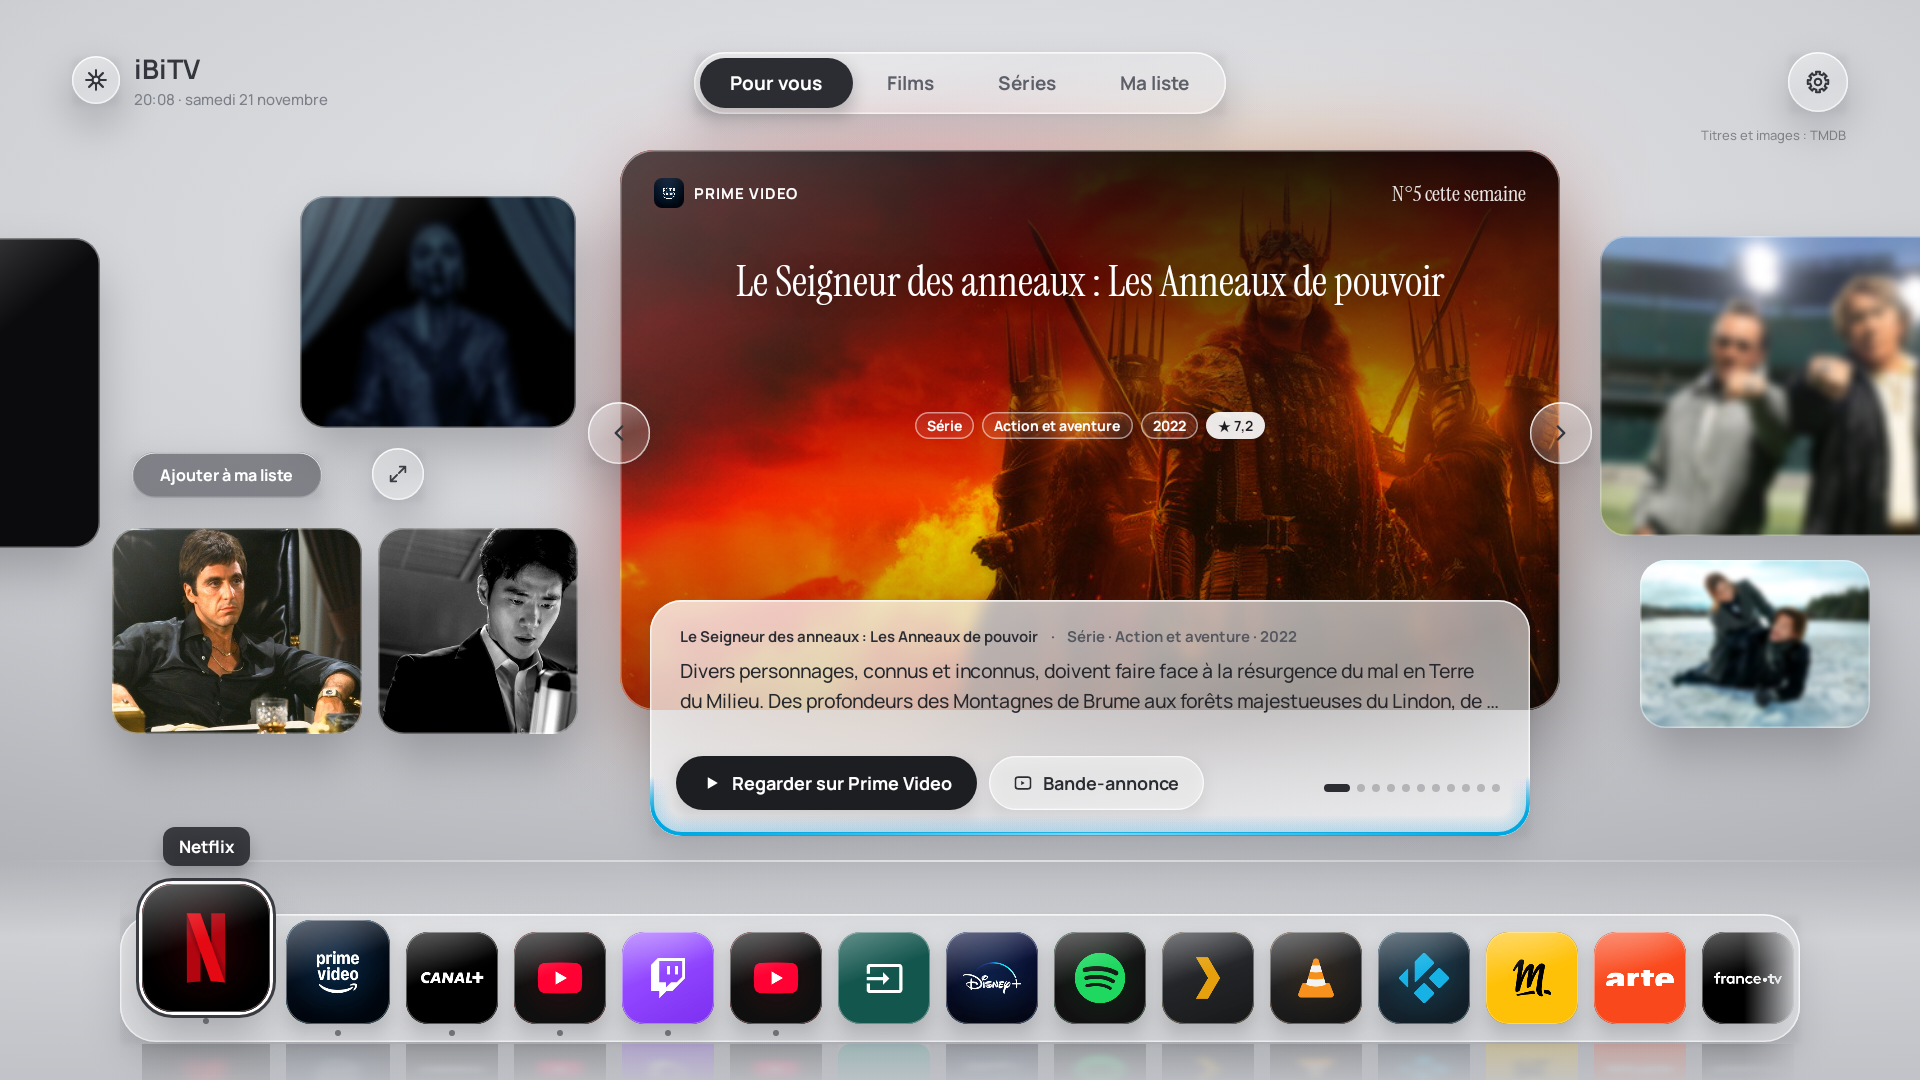 iBiTV
20:08 · samedi 21 novembre
Pour vous
Films
Séries
Ma liste
Titres et images : TMDB
PRIME VIDEO
N°5 cette semaine
Le Seigneur des anneaux : Les Anneaux de pouvoir
Série
Action et aventure
2022
★ 7,2
Ajouter à ma liste
Le Seigneur des anneaux : Les Anneaux de pouvoir · Série · Action et aventure · 2022
Divers personnages, connus et inconnus, doivent faire face à la résurgence du mal en Terre
du Milieu. Des profondeurs des Montagnes de Brume aux forêts majestueuses du Lindon, de ...
Regarder sur Prime Video
Bande-annonce
Netflix
N
prime
video
CANAL+
Disney+
m.
arte
france•tv